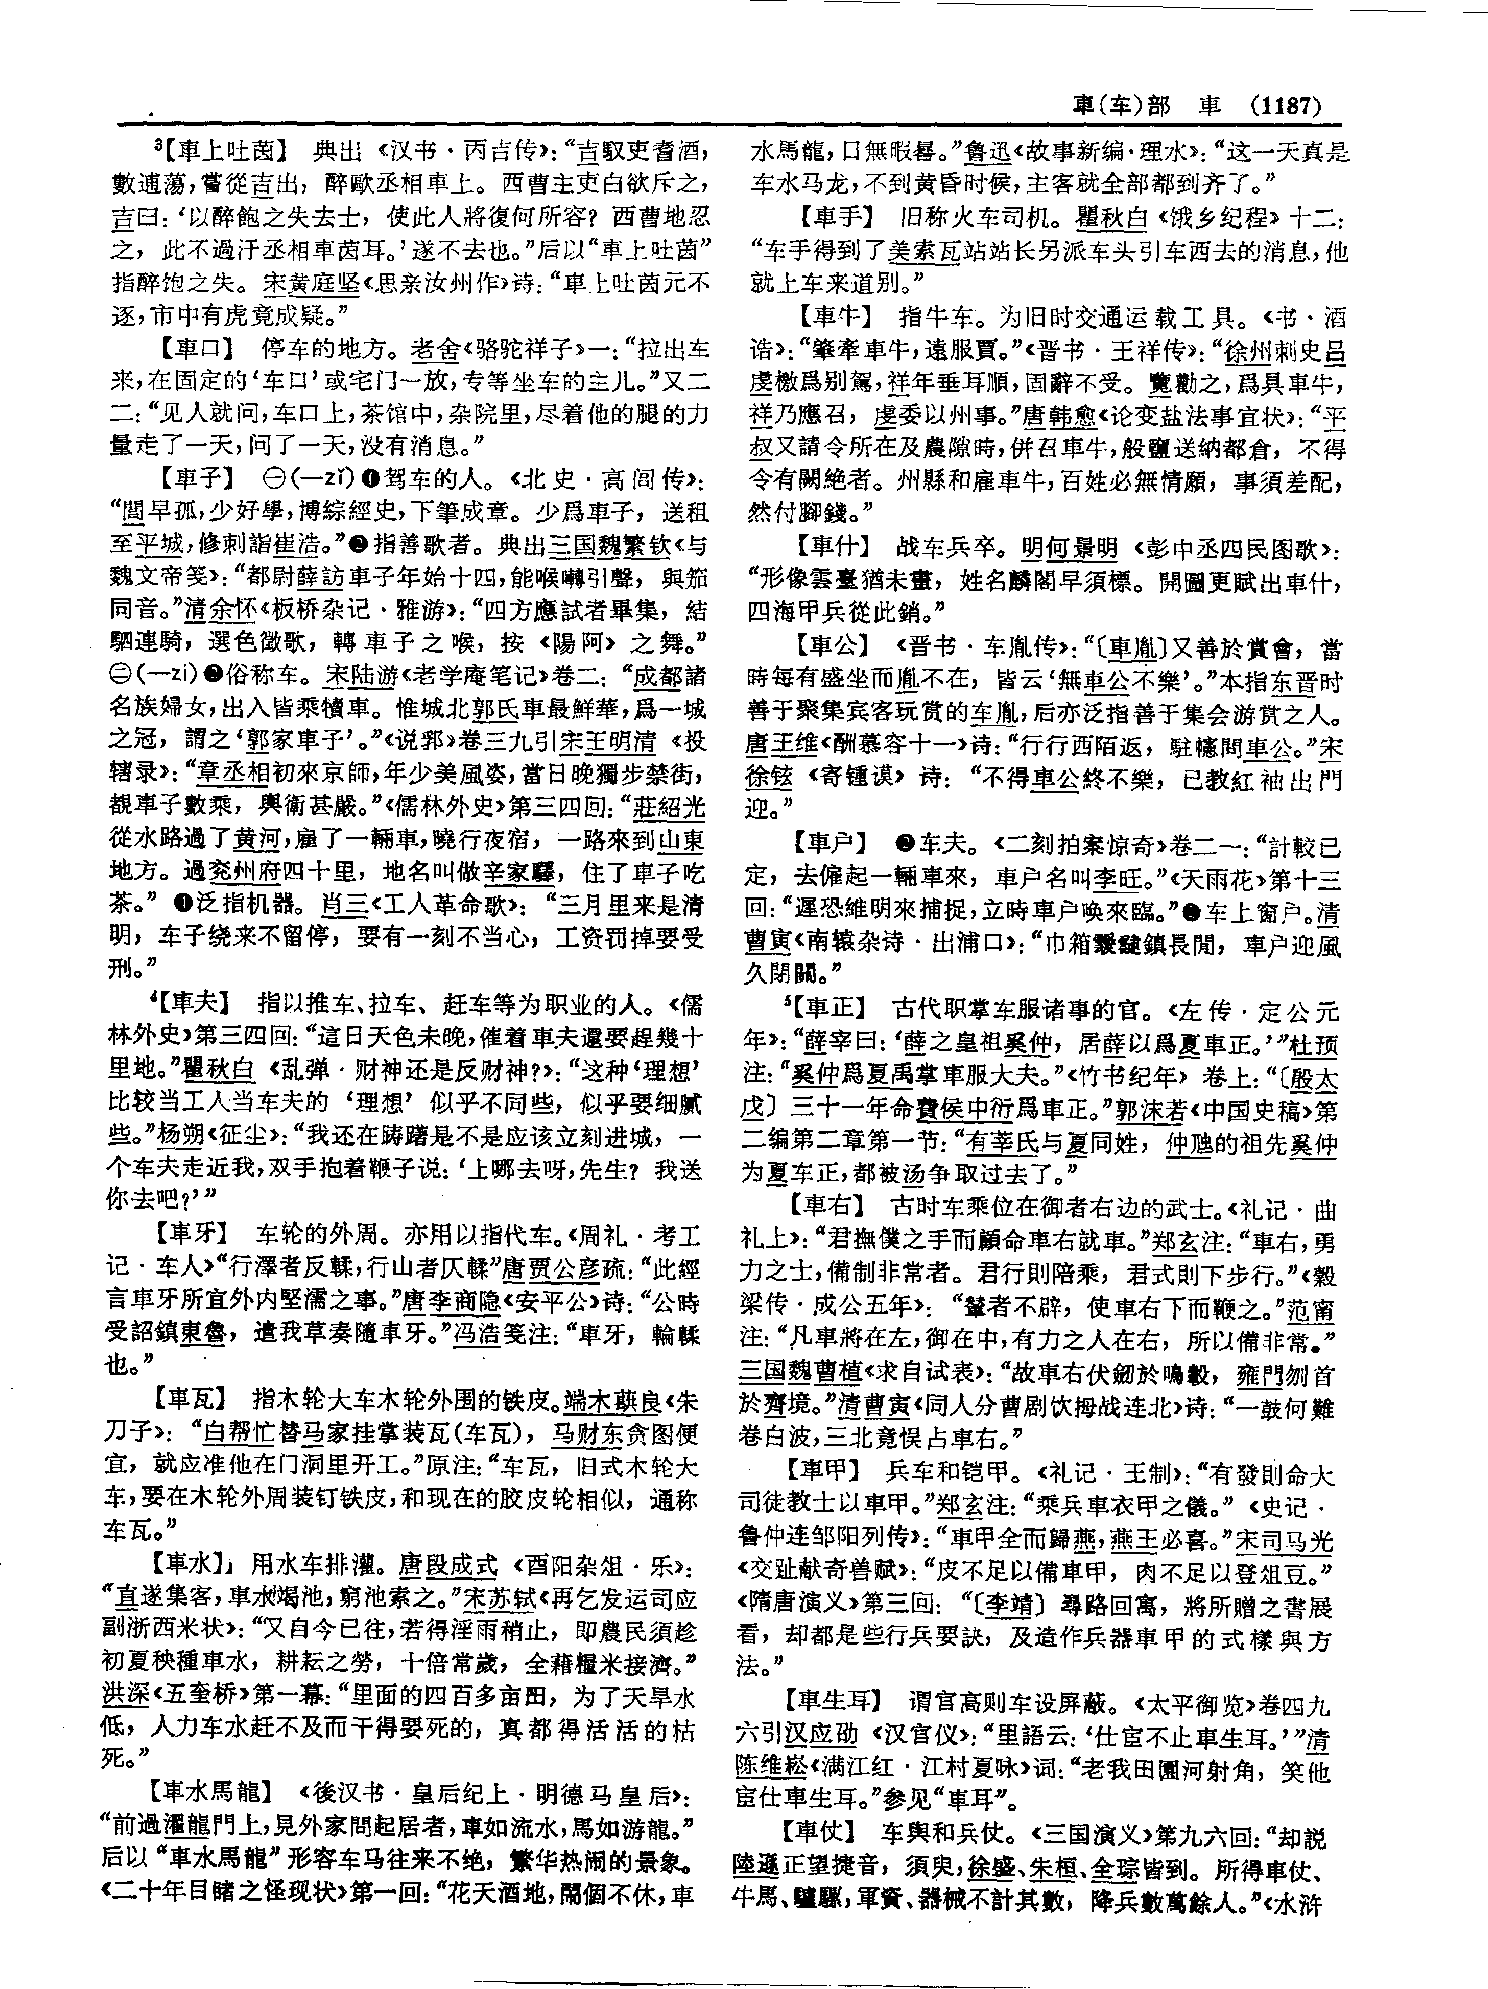 車(车)部　車　(1187)
³【車上吐茵】　典出《汉书·丙吉传》：“吉馭吏耆酒，
數逋蕩，嘗從吉出，醉歐丞相車上。西曹主吏白欲斥之，
吉曰：‘以醉飽之失去士，使此人將復何所容？西曹地忍
之，此不過汙丞相車茵耳。’遂不去也。”后以“車上吐茵”
指醉饱之失。宋黄庭坚《思亲汝州作》诗：“車上吐茵元不
逐，市中有虎竟成疑。”
【車口】　停车的地方。老舍《骆驼祥子》一：“拉出车
来，在固定的‘车口’或宅门一放，专等坐车的主儿。”又二
二：“见人就问，车口上，茶馆中，杂院里，尽着他的腿的力
量走了一天，问了一天，没有消息。”
【車子】　㊀(—zǐ)❶驾车的人。《北史·高闾传》：
“閭早孤，少好學，博綜經史，下筆成章。少爲車子，送租
至平城，修刺詣崔浩。”❷指善歌者。典出三国魏繁钦《与
魏文帝笺》：“都尉薛訪車子年始十四，能喉囀引聲，與笳
同音。”清余怀《板桥杂记·雅游》：“四方應試者畢集，結
駟連騎，選色徵歌，轉車子之喉，按《陽阿》之舞。”
㊁(—zi)❷俗称车。宋陆游《老学庵笔记》卷二：“成都諸
名族婦女，出入皆乘犢車。惟城北郭氏車最鮮華，爲一城
之冠，謂之‘郭家車子’。”《说郛》卷三九引宋王明清《投
辖录》：“章丞相初來京師，年少美風姿，當日晚獨步禁街，
覩車子數乘，輿衛甚嚴。”《儒林外史》第三四回：“莊紹光
從水路過了黄河，雇了一輛車，曉行夜宿，一路來到山東
地方。過兖州府四十里，地名叫做辛家驛，住了車子吃
茶。”❶泛指机器。肖三《工人革命歌》：“三月里来是清
明，车子绕来不留停，要有一刻不当心，工资罚掉要受
刑。”
⁴【車夫】　指以推车、拉车、赶车等为职业的人。《儒
林外史》第三四回：“這日天色未晚，催着車夫還要趕幾十
里地。”瞿秋白《乱弹·财神还是反财神?》：“这种‘理想’
比较当工人当车夫的‘理想’似乎不同些，似乎要细腻
些。”杨朔《征尘》：“我还在踌躇是不是应该立刻进城，一
个车夫走近我，双手抱着鞭子说：‘上哪去呀，先生？我送
你去吧?’”
【車牙】　车轮的外周。亦用以指代车。《周礼·考工
记·车人》“行澤者反輮，行山者仄輮”唐贾公彦疏：“此經
言車牙所宜外内堅濡之事。”唐李商隐《安平公》诗：“公時
受詔鎮東魯，遣我草奏隨車牙。”冯浩笺注：“車牙，輪輮
也。”
【車瓦】　指木轮大车木轮外围的铁皮。端木蕻良《朱
刀子》：“白帮忙替马家挂掌装瓦(车瓦)，马财东贪图便
宜，就应准他在门洞里开工。”原注：“车瓦，旧式木轮大
车，要在木轮外周装钉铁皮，和现在的胶皮轮相似，通称
车瓦。”
【車水】　用水车排灌。唐段成式《酉阳杂俎·乐》：
“直遂集客，車水竭池，窮池索之。”宋苏轼《再乞发运司应
副浙西米状》：“又自今已往，若得淫雨稍止，即農民須趁
初夏秧種車水，耕耘之勞，十倍常歲，全藉糧米接濟。”
洪深《五奎桥》第一幕：“里面的四百多亩田，为了天旱水
低，人力车水赶不及而干得要死的，真都得活活的枯
死。”
【車水馬龍】　《後汉书·皇后纪上·明德马皇后》：
“前過濯龍門上，見外家問起居者，車如流水，馬如游龍。”
后以“車水馬龍”形容车马往来不绝，繁华热闹的景象。
《二十年目睹之怪现状》第一回：“花天酒地，鬧個不休，車
水馬龍，日無暇晷。”鲁迅《故事新编·理水》：“这一天真是
车水马龙，不到黄昏时候，主客就全部都到齐了。”
【車手】　旧称火车司机。瞿秋白《饿乡纪程》十二：
“车手得到了美索瓦站站长另派车头引车西去的消息，他
就上车来道别。”
【車牛】　指牛车。为旧时交通运载工具。《书·酒
诰》：“肇牽車牛，遠服賈。”《晋书·王祥传》：“徐州刺史吕
虔檄爲别駕，祥年垂耳順，固辭不受。覽勸之，爲具車牛，
祥乃應召，虔委以州事。”唐韩愈《论变盐法事宜状》：“平
叔又請令所在及農隙時，併召車牛，般鹽送納都倉，不得
令有闕絶者。州縣和雇車牛，百姓必無情願，事須差配，
然付脚錢。”
【車什】　战车兵卒。明何景明《彭中丞四民图歌》：
“形像雲臺猶未畫，姓名麟閣早須標。開圖更賦出車什，
四海甲兵從此銷。”
【車公】　《晋书·车胤传》：“〔車胤〕又善於賞會，當
時每有盛坐而胤不在，皆云‘無車公不樂’。”本指东晋时
善于聚集宾客玩赏的车胤，后亦泛指善于集会游赏之人。
唐王维《酬慕容十一》诗：“行行西陌返，駐幰問車公。”宋
徐铉《寄锺谟》诗：“不得車公終不樂，已教紅袖出門
迎。”
【車户】　❷车夫。《二刻拍案惊奇》卷二一：“計較已
定，去僱起一輛車來，車户名叫李旺。”《天雨花》第十三
回：“遲恐維明來捕捉，立時車户唤來臨。”❷车上窗户。清
曹寅《南辕杂诗·出浦口》：“巾箱鍵鎮長閒，車户迎風
久閉關。”
⁵【車正】　古代职掌车服诸事的官。《左传·定公元
年》：“薛宰曰：‘薛之皇祖奚仲，居薛以爲夏車正。’”杜预
注：“奚仲爲夏禹掌車服大夫。”《竹书纪年》卷上：“〔殷太
戊〕三十一年命費侯中衍爲車正。”郭沫若《中国史稿》第
二编第二章第一节：“有莘氏与夏同姓，仲虺的祖先奚仲
为夏车正，都被汤争取过去了。”
【車右】　古时车乘位在御者右边的武士。《礼记·曲
礼上》：“君撫僕之手而顧命車右就車。”郑玄注：“車右，勇
力之士，備制非常者。君行則陪乘，君式則下步行。”《穀
梁传·成公五年》：“輦者不辟，使車右下而鞭之。”范甯
注：“凡車將在左，御在中，有力之人在右，所以備非常。”
三国魏曹植《求自试表》：“故車右伏劒於鳴轂，雍門刎首
於齊境。”清曹寅《同人分曹剧饮拇战连北》诗：“一鼓何難
卷白波，三北竟悮占車右。”
【車甲】　兵车和铠甲。《礼记·王制》：“有發則命大
司徒教士以車甲。”郑玄注：“乘兵車衣甲之儀。”《史记·
鲁仲连邹阳列传》：“車甲全而歸燕，燕王必喜。”宋司马光
《交趾献奇兽赋》：“皮不足以備車甲，肉不足以登俎豆。”
《隋唐演义》第三回：“〔李靖〕尋路回寓，將所贈之書展
看，却都是些行兵要訣，及造作兵器車甲的式樣與方
法。”
【車生耳】　谓官高则车设屏蔽。《太平御览》卷四九
六引汉应劭《汉官仪》：“里語云：‘仕宦不止車生耳。’”清
陈维崧《满江红·江村夏咏》词：“老我田園河射角，笑他
宦仕車生耳。”参见“車耳”。
【車仗】　车舆和兵仗。《三国演义》第九六回：“却説
陸遜正望捷音，須臾，徐盛、朱桓、全琮皆到。所得車仗、
牛馬、驢騾，軍資、器械不計其數，降兵數萬餘人。”《水浒